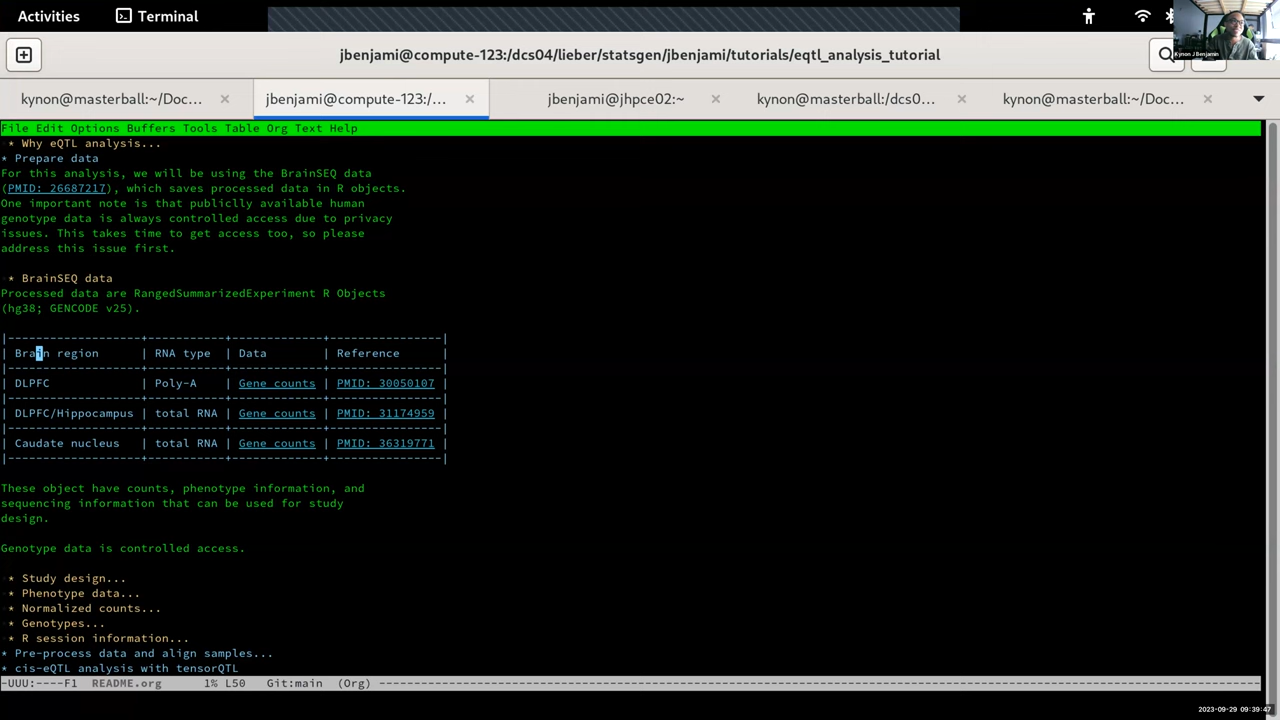 Activities
Terminal
Kynon J Benjamin
jbenjami@compute-123:/dcs04/lieber/statsgen/jbenjami/tutorials/eqtl_analysis_tutorial
kynon@masterball:~/Doc...
jbenjami@compute-123:/...
jbenjami@jhpce02:~
kynon@masterball:/dcs0...
kynon@masterball:~/Doc...
File Edit Options Buffers Tools Table Org Text Help
* Why eQTL analysis...
* Prepare data
For this analysis, we will be using the BrainSEQ data
(PMID: 26687217), which saves processed data in R objects.
One important note is that publiclly available human
genotype data is always controlled access due to privacy
issues. This takes time to get access too, so please
address this issue first.
* BrainSEQ data
Processed data are RangedSummarizedExperiment R Objects
(hg38; GENCODE v25).
|-------------------+-----------+-------------+----------------|
| Brain region | RNA type | Data | Reference |
|-------------------+-----------+-------------+----------------|
| DLPFC | Poly-A | Gene counts | PMID: 30050107 |
|-------------------+-----------+-------------+----------------|
| DLPFC/Hippocampus | total RNA | Gene counts | PMID: 31174959 |
|-------------------+-----------+-------------+----------------|
| Caudate nucleus | total RNA | Gene counts | PMID: 36319771 |
|-------------------+-----------+-------------+----------------|
These object have counts, phenotype information, and
sequencing information that can be used for study
design.
Genotype data is controlled access.
* Study design...
* Phenotype data...
* Normalized counts...
* Genotypes...
* R session information...
* Pre-process data and align samples...
* cis-eQTL analysis with tensorQTL
-UUU:----F1 README.org 1% L50 Git:main (Org) ----------------------------------------
2023-09-29 09:39:47